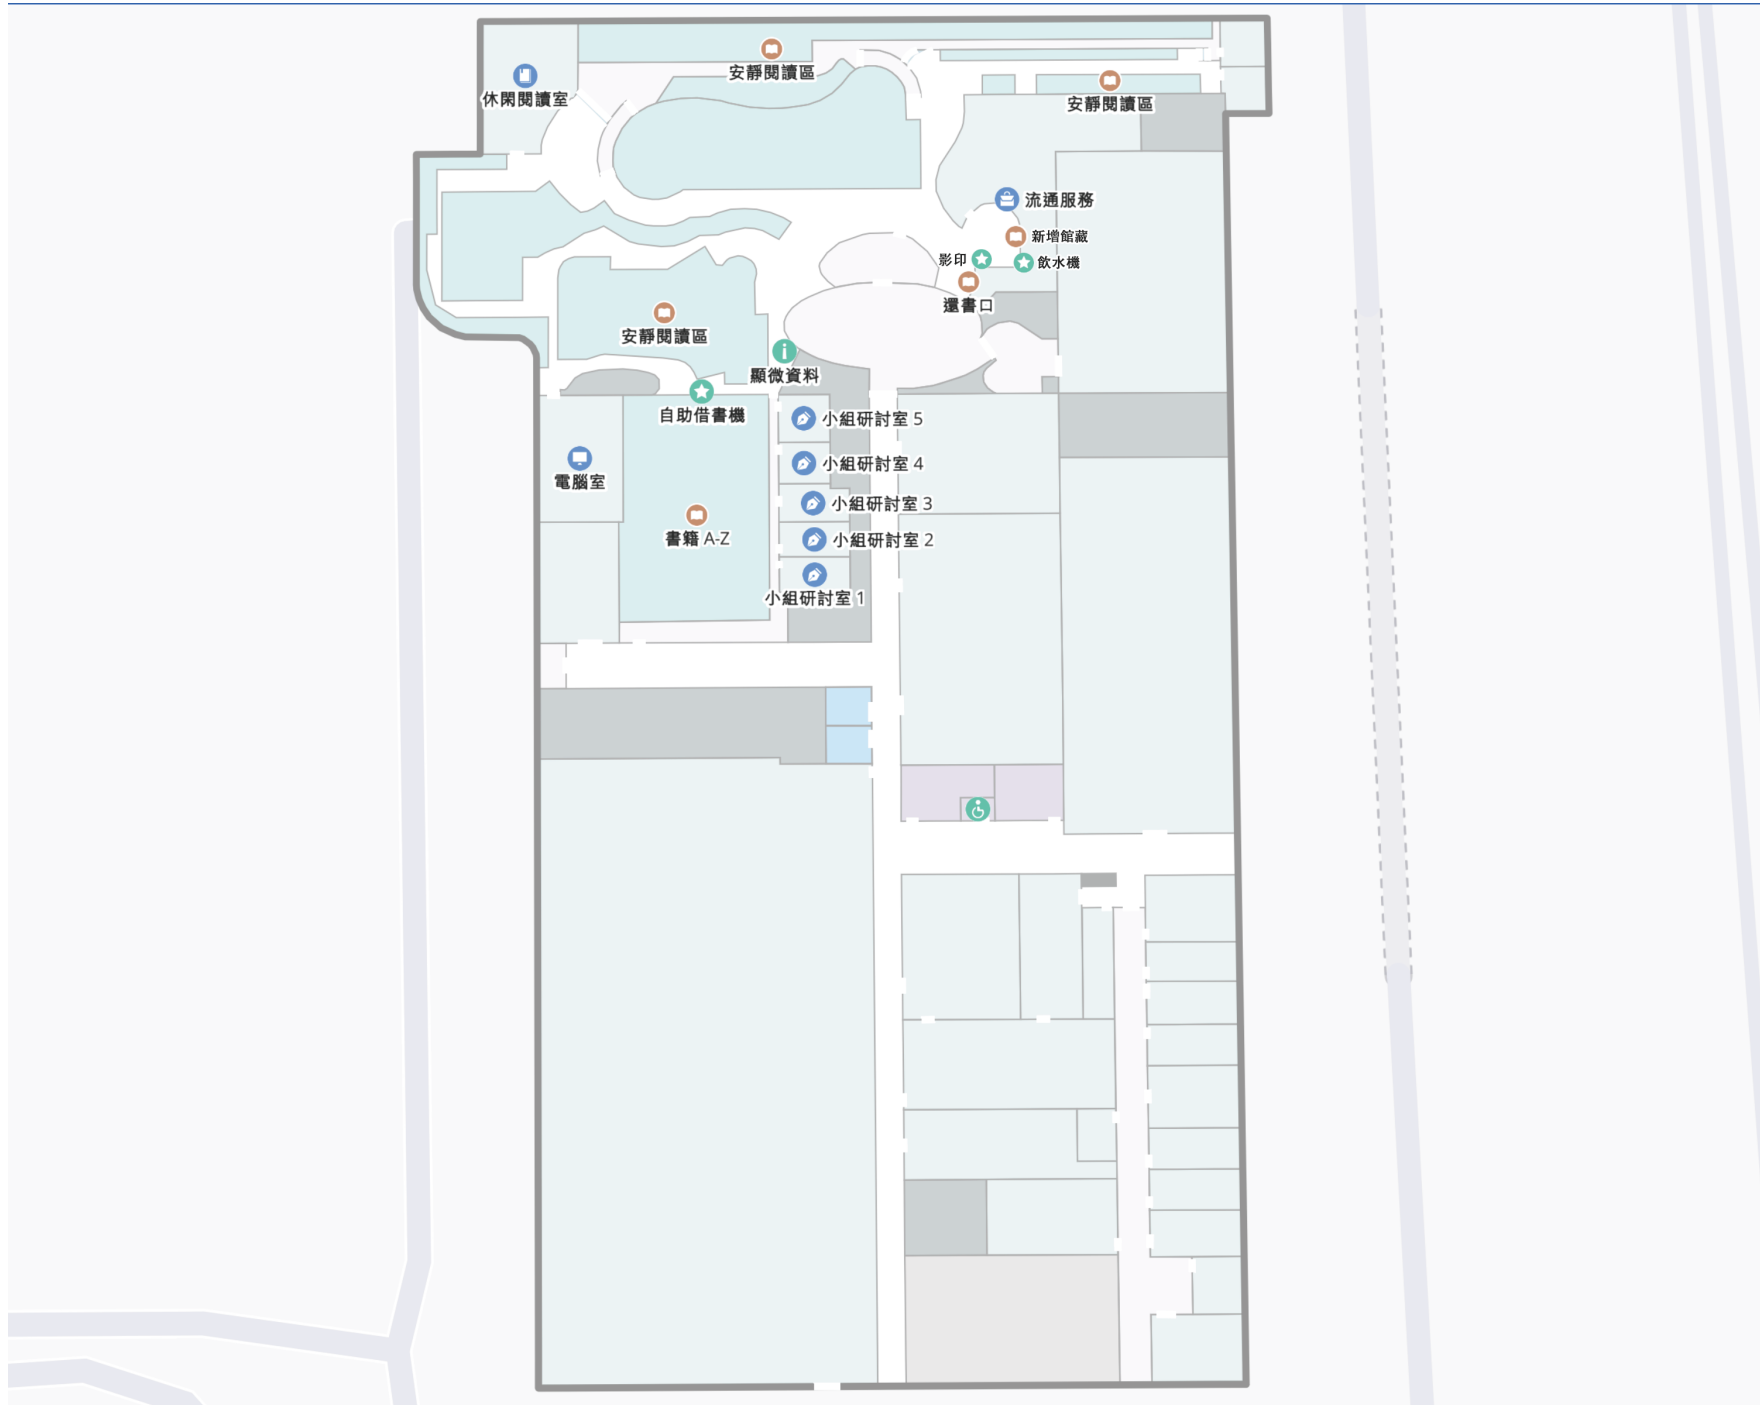 安靜閱讀區
休閑閱讀室
安靜閱讀區
流通服務
新增館藏
影印
飲水機
還書口
安靜閱讀區
顯微資料
自助借書機
小組研討室 5
小組研討室 4
電腦室
小組研討室 3
書籍 A-Z
小組研討室 2
小組研討室 1